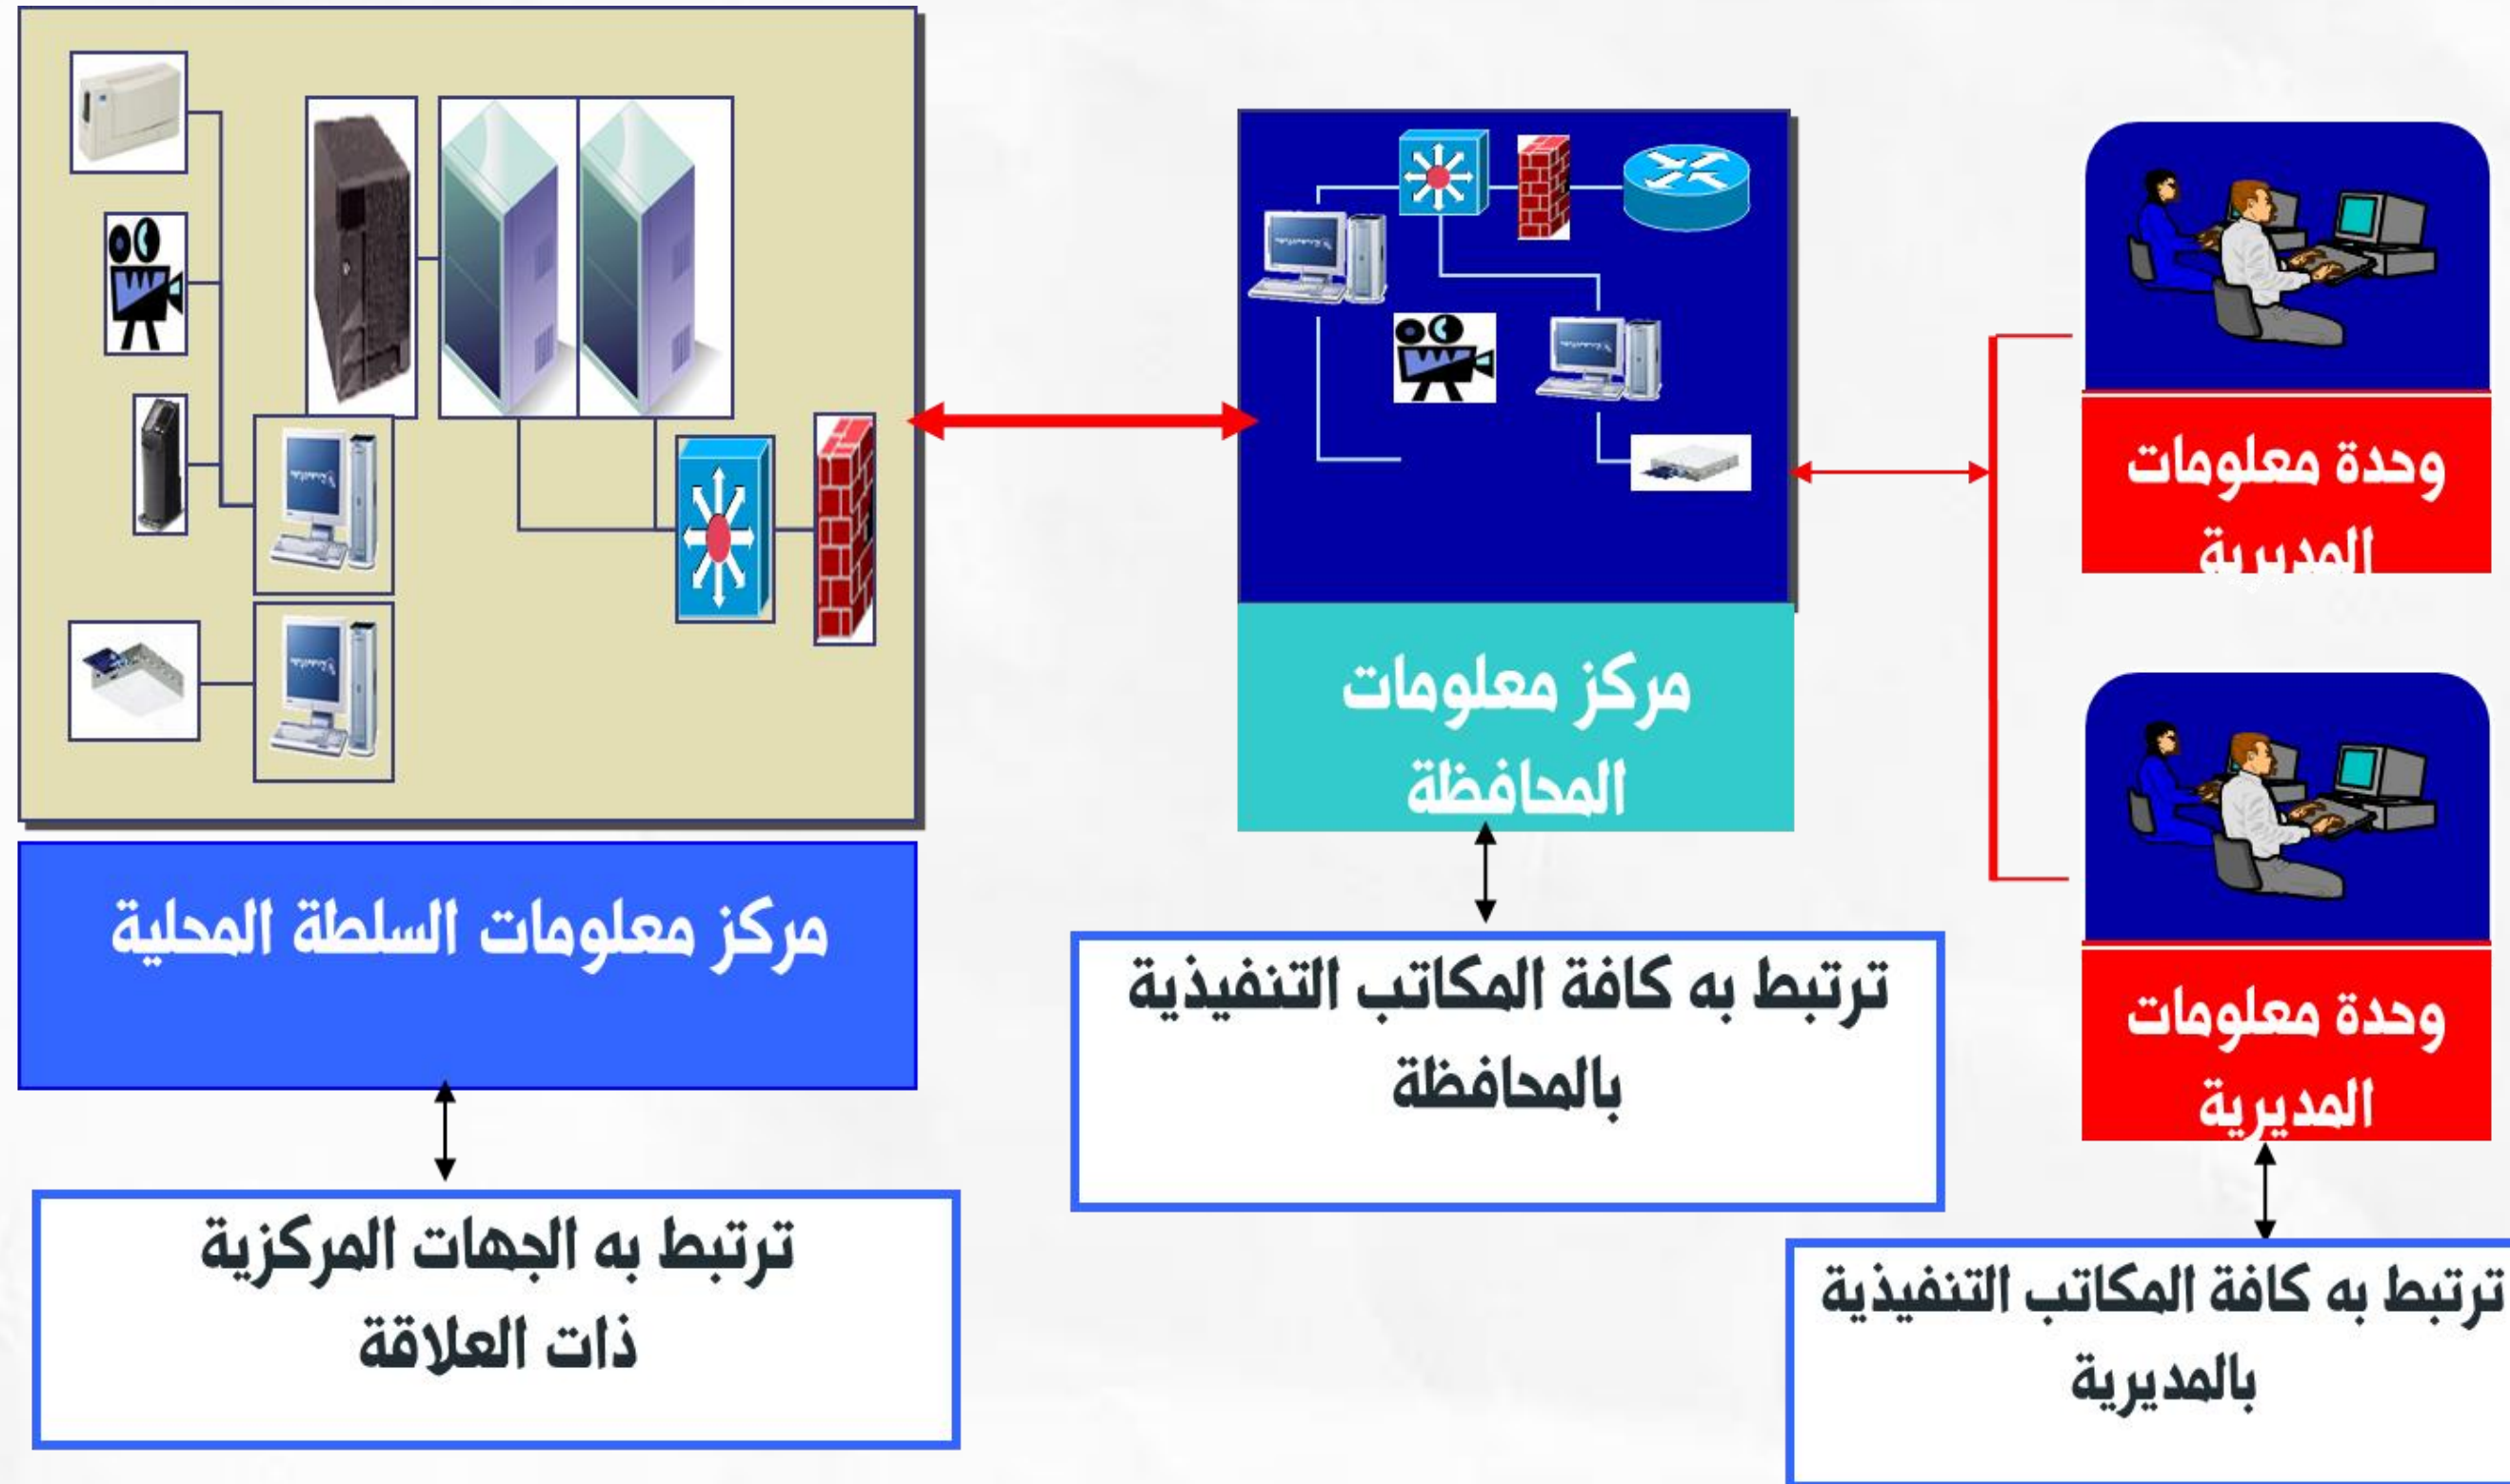 وحدة معلومات
المديرية
مركز معلومات
المحافظة
وحدة معلومات
المديرية
مركز معلومات السلطة المحلية
ترتبط به كافة المكاتب التنفيذية
بالمحافظة
ترتبط به الجهات المركزية
ذات العلاقة
ترتبط به كافة المكاتب التنفيذية
بالمديرية